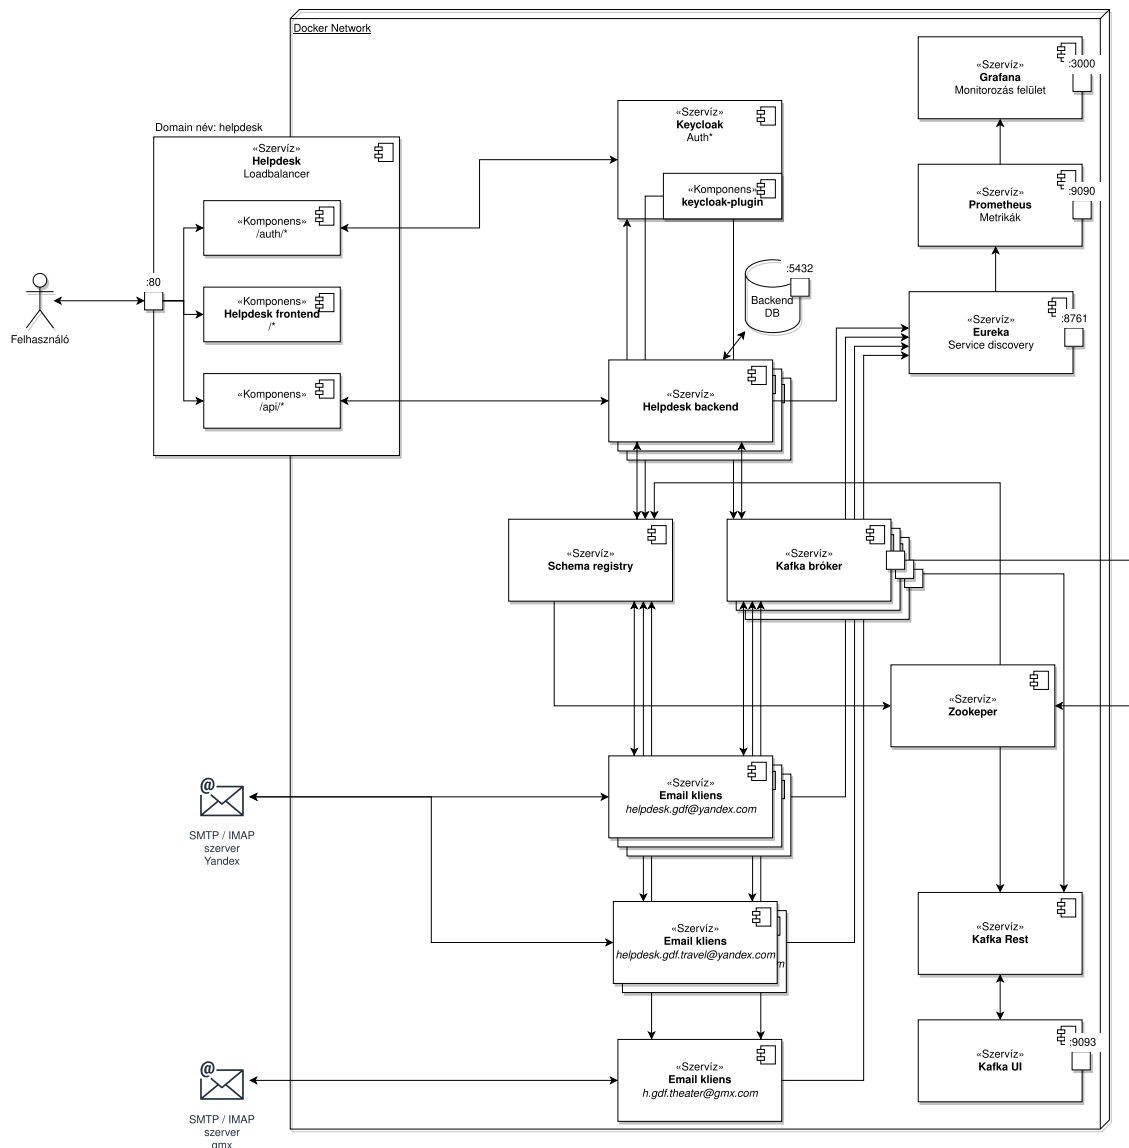 Docker Network
«Szervíz»
Grafana
Monitorozás felület
:3000
«Szervíz»
Keycloak
Auth*
«Komponens»
keycloak-plugin
Domain név: helpdesk
«Szervíz»
Helpdesk
Loadbalancer
«Komponens»
/auth/*
«Szervíz»
Prometheus
Metrikák
:9090
:80
«Komponens»
Helpdesk frontend
/*
Felhasználó
:5432
Backend
DB
«Szervíz»
Eureka
Service discovery
:8761
«Komponens»
/api/*
«Szervíz»
Helpdesk backend
«Szervíz»
Schema registry
«Szervíz»
Kafka bróker
«Szervíz»
Zookeper
«Szervíz»
Email kliens
helpdesk.gdf@yandex.com
SMTP / IMAP
szerver
Yandex
«Szervíz»
Email kliens
helpdesk.gdf.travel@yandex.com
m
«Szervíz»
Kafka Rest
«Szervíz»
Kafka UI
:9093
«Szervíz»
Email kliens
h.gdf.theater@gmx.com
SMTP / IMAP
szerver
gmx